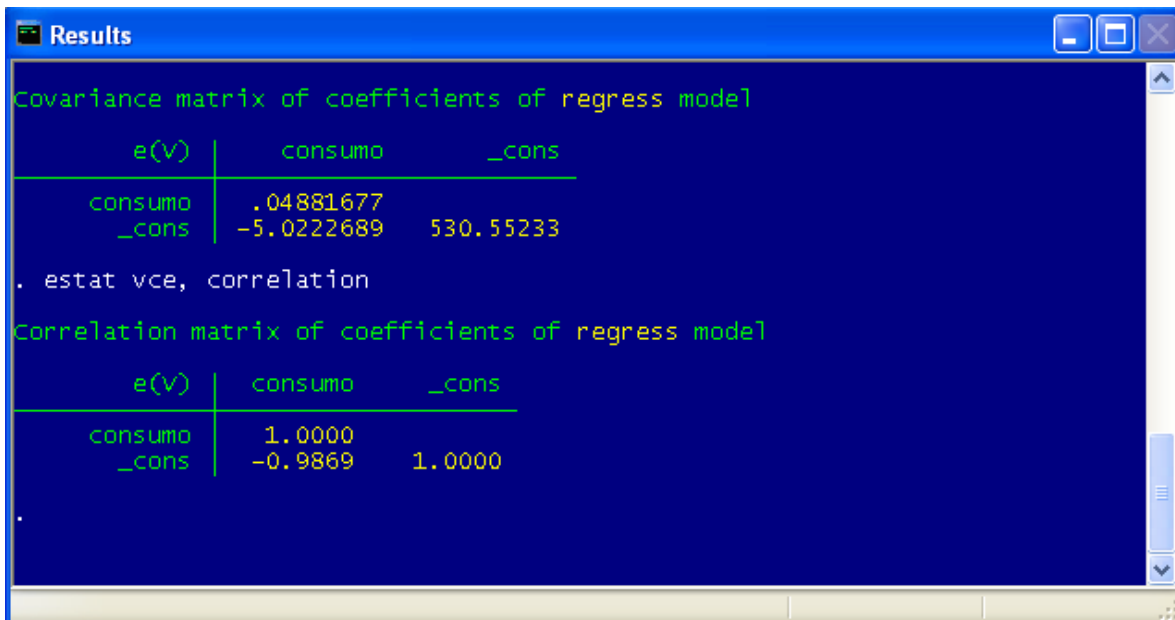 Results
Covariance matrix of coefficients of regress model
e(V) | consumo _cons
consumo | .04881677
_cons | -5.0222689 530.55233
. estat vce, correlation
Correlation matrix of coefficients of regress model
e(V) | consumo _cons
consumo | 1.0000
_cons | -0.9869 1.0000
.